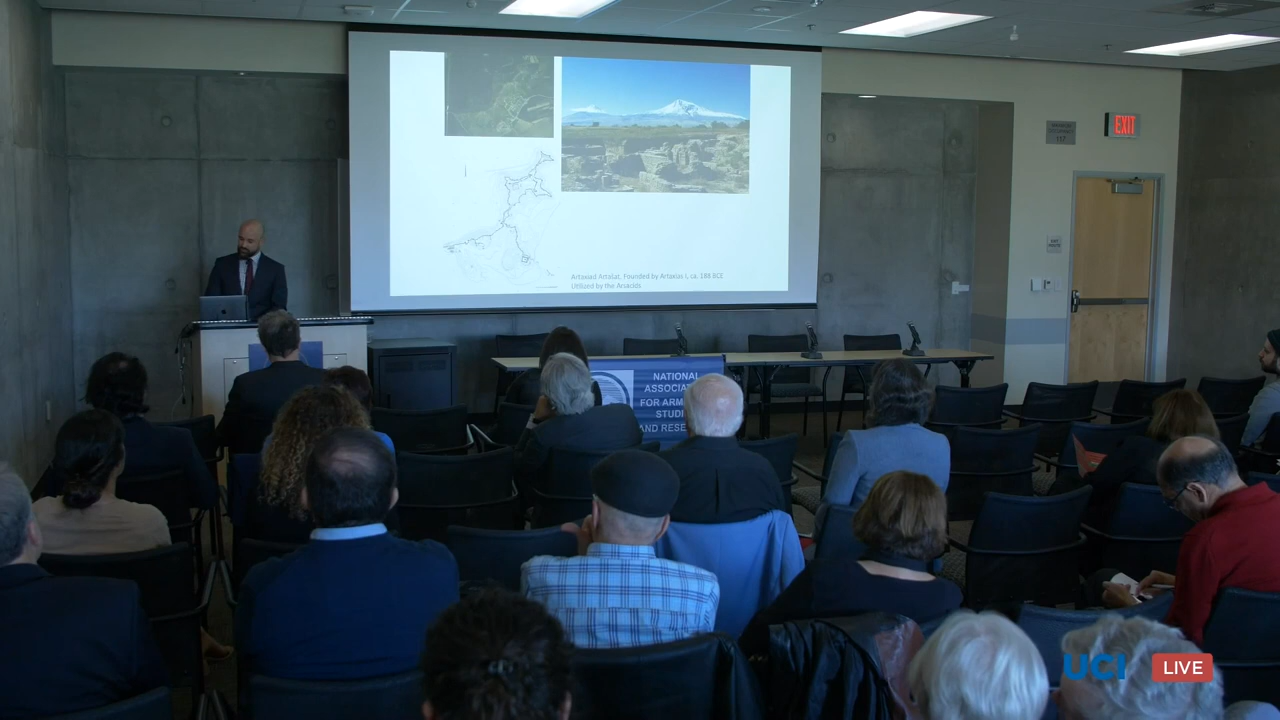 EXIT
Artaxiad Artašat, Founded by Artaxias I, ca. 188 BCE
Utilized by the Arsacids
NATIONAL
ASSOCIA
FOR ARM
STUDI
AND RESE
UCI LIVE